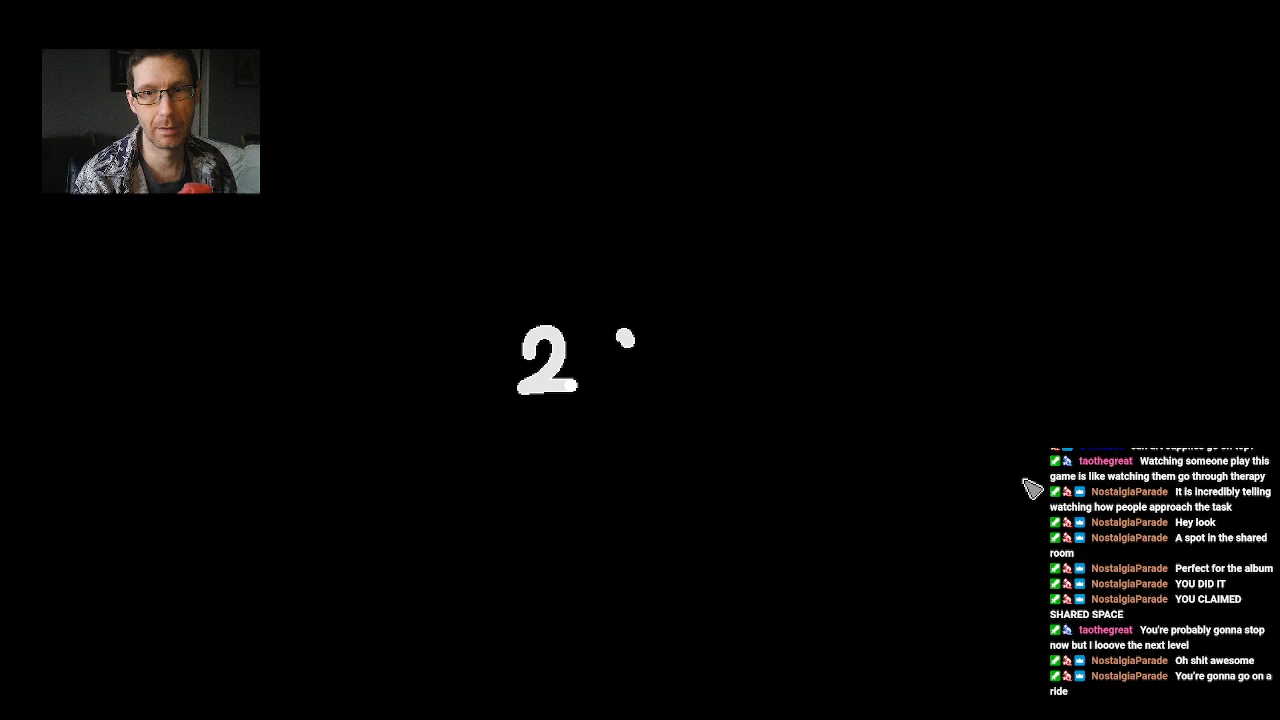 2
taothegreat Watching someone play this
game is like watching them go through therapy
NostalgiaParade It is incredibly telling
watching how people approach the task
NostalgiaParade Hey look
NostalgiaParade A spot in the shared
room
NostalgiaParade Perfect for the album
NostalgiaParade YOU DID IT
NostalgiaParade YOU CLAIMED
SHARED SPACE
taothegreat You're probably gonna stop
now but I looove the next level
NostalgiaParade Oh shit awesome
NostalgiaParade You're gonna go on a
ride